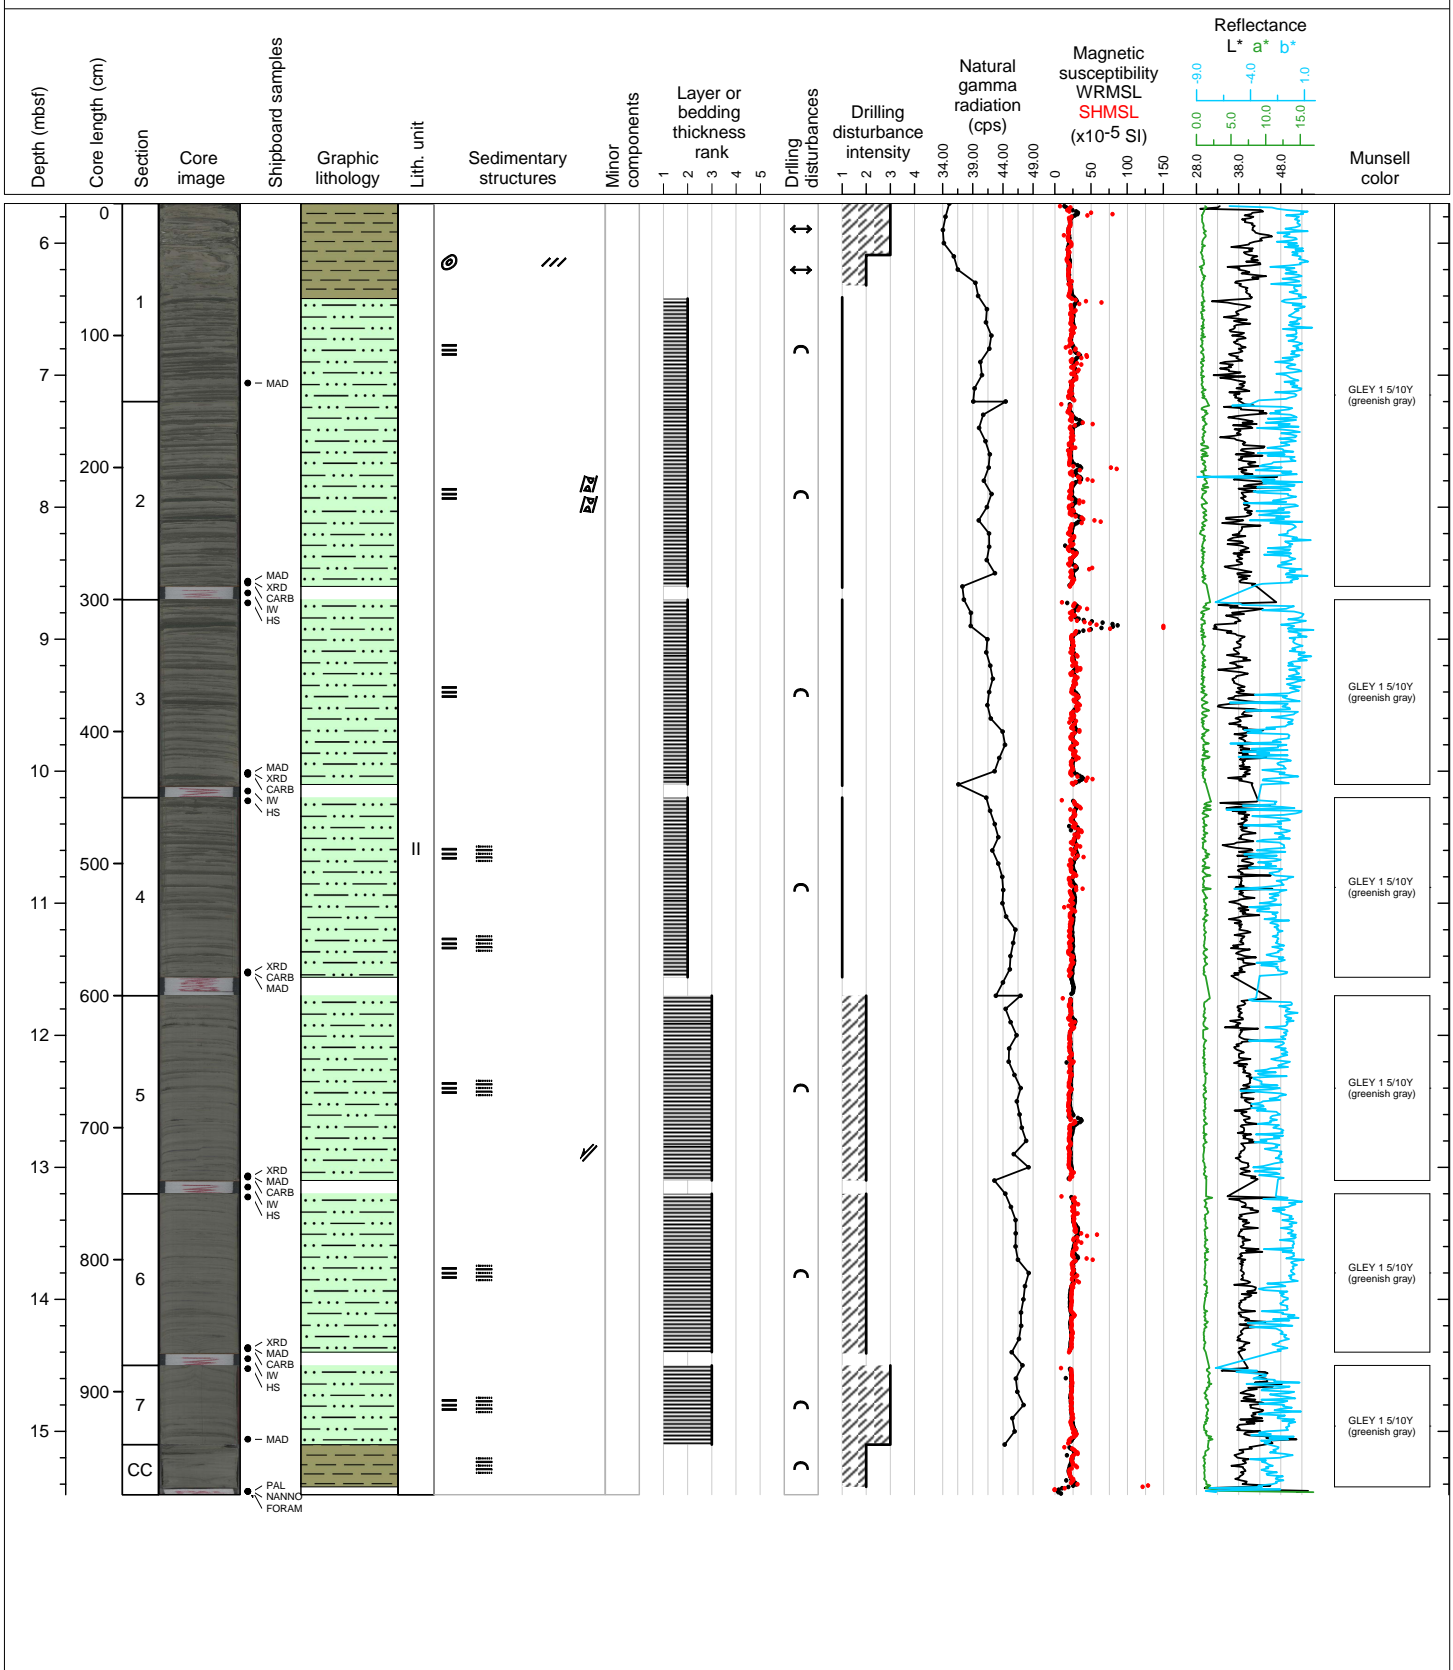 Depth (mbsf)
Core length (cm)
Section
Core
image
Shipboard samples
Graphic
lithology
Lith. unit
Sedimentary
structures
Minor
components
Layer or
bedding
thickness
rank
1 2 3 4 5
Drilling
disturbances
Drilling
disturbance
intensity
1 2 3 4
Natural
gamma
radiation
(cps)
34.00 39.00 44.00 49.00
Magnetic
susceptibility
WRMSL
SHMSL
(x10-5 SI)
0 50 100 150
Reflectance
L* a* b*
-9.0 -4.0 1.0
0.0 5.0 10.0 15.0
28.0 38.0 48.0
Munsell
color
0
6
1
100
7
MAD
GLEY 1 5/10Y
(greenish gray)
200
2
8
MAD
XRD
CARB
IW
HS
300
9
3
GLEY 1 5/10Y
(greenish gray)
400
10
MAD
XRD
CARB
IW
HS
II
500
4
11
GLEY 1 5/10Y
(greenish gray)
XRD
CARB
MAD
600
12
5
GLEY 1 5/10Y
(greenish gray)
700
13
XRD
MAD
CARB
IW
HS
800
6
14
GLEY 1 5/10Y
(greenish gray)
XRD
MAD
CARB
IW
HS
900
7
15
GLEY 1 5/10Y
(greenish gray)
MAD
CC
PAL
NANNO
FORAM